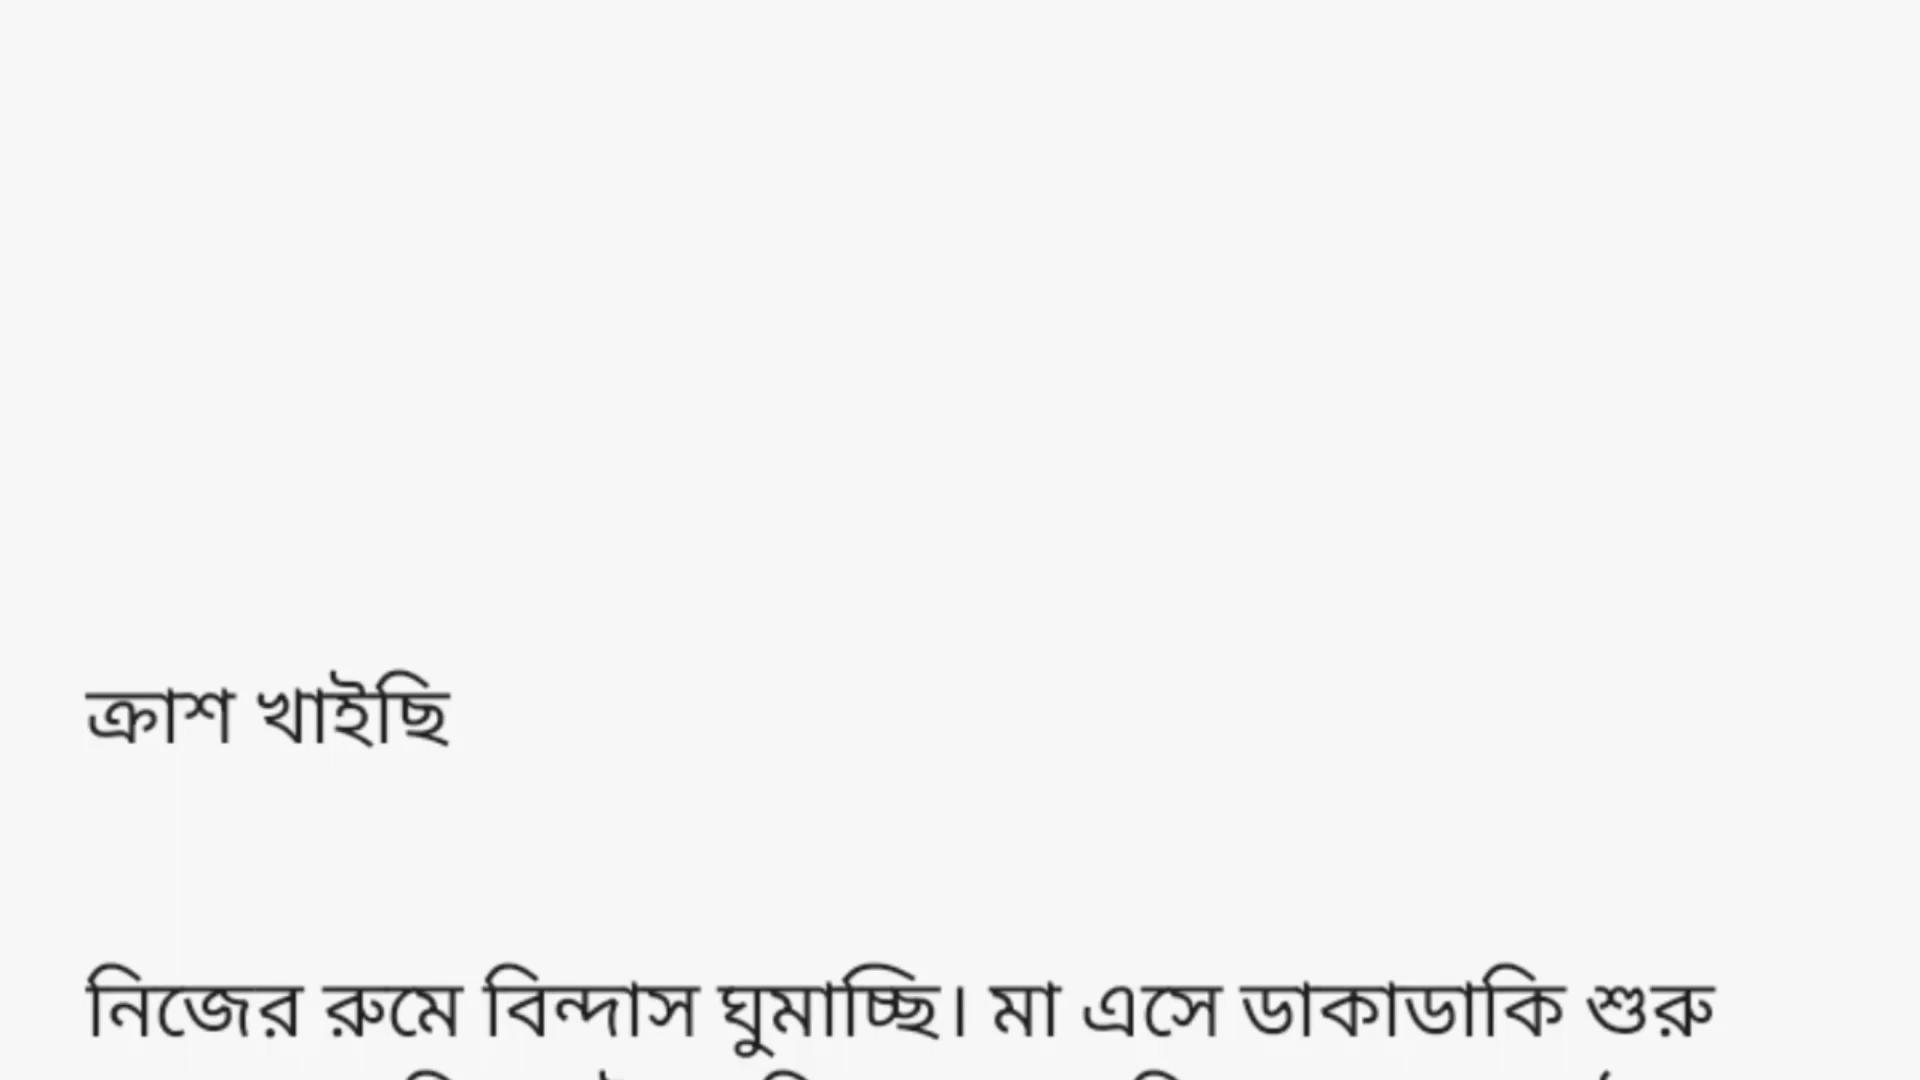 ক্রাশ খাইছি
নিজের রুমে বিন্দাস ঘুমাচ্ছি। মা এসে ডাকাডাকি শুরু